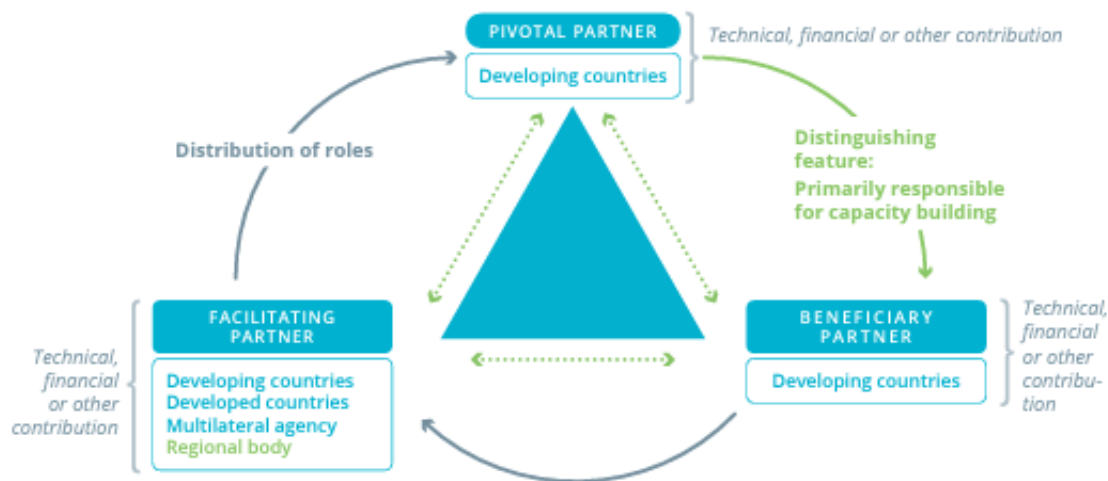 PIVOTAL PARTNER
Developing countries
Technical, financial or other contribution
Distribution of roles
Distinguishing
feature:
Primarily responsible
for capacity building
FACILITATING
PARTNER
Developing countries
Developed countries
Multilateral agency
Regional body
Technical,
financial
or other
contribution
BENEFICIARY
PARTNER
Developing countries
Technical,
financial
or other
contribu-
tion